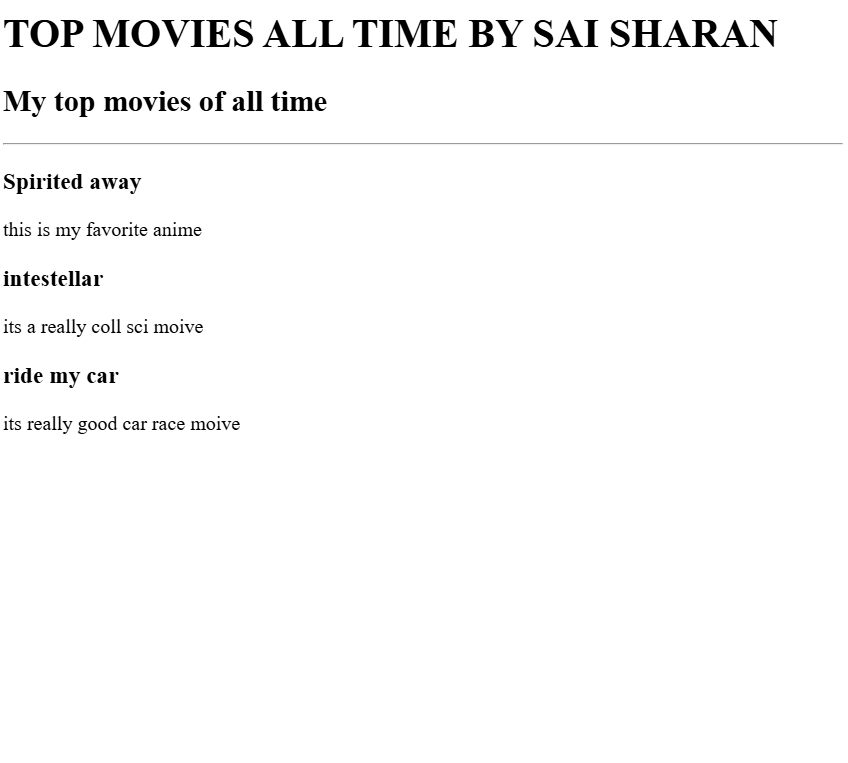 TOP MOVIES ALL TIME BY SAI SHARAN
My top movies of all time
Spirited away
this is my favorite anime
intestellar
its a really coll sci moive
ride my car
its really good car race moive